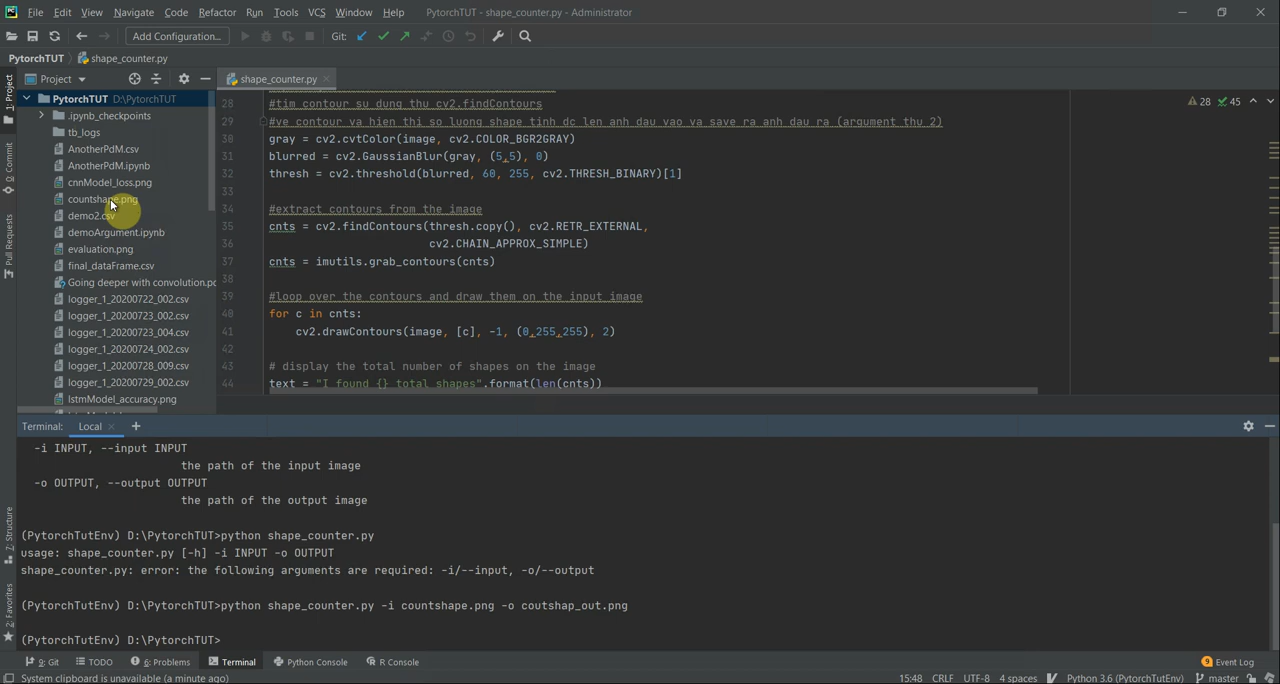 File Edit View Navigate Code Refactor Run Tools VCS Window Help PytorchTUT - shape_counter.py - Administrator
Add Configuration... Git:
PytorchTUT shape_counter.py
1: Project
Commit
Pull Requests
7: Structure
2: Favorites
Project
PytorchTUT D:\PytorchTUT
.ipynb_checkpoints
tb_logs
AnotherPdM.csv
AnotherPdM.ipynb
cnnModel_loss.png
countshape.png
demo2.csv
demoArgument.ipynb
evaluation.png
final_dataFrame.csv
Going deeper with convolution.pd
logger_1_20200722_002.csv
logger_1_20200723_002.csv
logger_1_20200723_004.csv
logger_1_20200724_002.csv
logger_1_20200728_009.csv
logger_1_20200729_002.csv
lstmModel_accuracy.png
shape_counter.py
28 45
28 #tim contour su dung thu cv2.findContours
29 #ve contour va hien thi so luong shape tinh dc len anh dau vao va save ra anh dau ra (argument thu 2)
30 gray = cv2.cvtColor(image, cv2.COLOR_BGR2GRAY)
31 blurred = cv2.GaussianBlur(gray, (5,5), 0)
32 thresh = cv2.threshold(blurred, 60, 255, cv2.THRESH_BINARY)[1]
33
34 #extract contours from the image
35 cnts = cv2.findContours(thresh.copy(), cv2.RETR_EXTERNAL,
36 cv2.CHAIN_APPROX_SIMPLE)
37 cnts = imutils.grab_contours(cnts)
38
39 #loop over the contours and draw them on the input image
40 for c in cnts:
41 cv2.drawContours(image, [c], -1, (0,255,255), 2)
42
43 # display the total number of shapes on the image
44 text = "I found {} total shapes".format(len(cnts))
Terminal: Local +
-i INPUT, --input INPUT
the path of the input image
-o OUTPUT, --output OUTPUT
the path of the output image
(PytorchTutEnv) D:\PytorchTUT>python shape_counter.py
usage: shape_counter.py [-h] -i INPUT -o OUTPUT
shape_counter.py: error: the following arguments are required: -i/--input, -o/--output
(PytorchTutEnv) D:\PytorchTUT>python shape_counter.py -i countshape.png -o coutshap_out.png
(PytorchTutEnv) D:\PytorchTUT>
9: Git TODO 6: Problems Terminal Python Console R Console 9 Event Log
System clipboard is unavailable (a minute ago) 15:48 CRLF UTF-8 4 spaces Python 3.6 (PytorchTutEnv) master